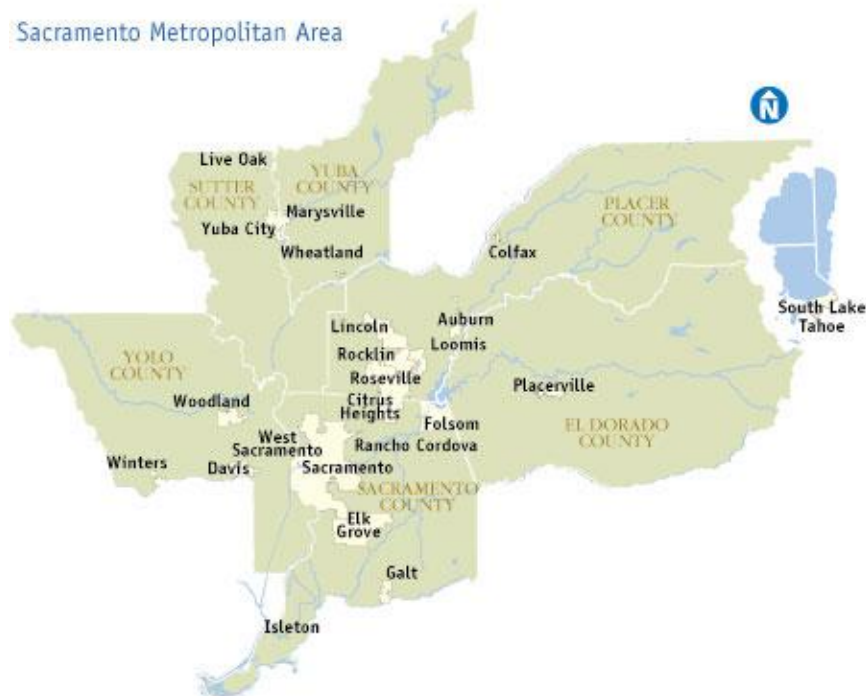 Sacramento Metropolitan Area
N
Live Oak
YUBA
COUNTY
SUTTER
COUNTY
Marysville
Yuba City
Wheatland
PLACER
COUNTY
Colfax
South Lake
Tahoe
Lincoln
Auburn
Loomis
Rocklin
YOLO
COUNTY
Roseville
Placerville
Woodland
Citrus
Heights
Folsom
EL DORADO
COUNTY
West
Sacramento
Rancho Cordova
Winters
Davis
Sacramento
SACRAMENTO
COUNTY
Elk
Grove
Galt
Isleton